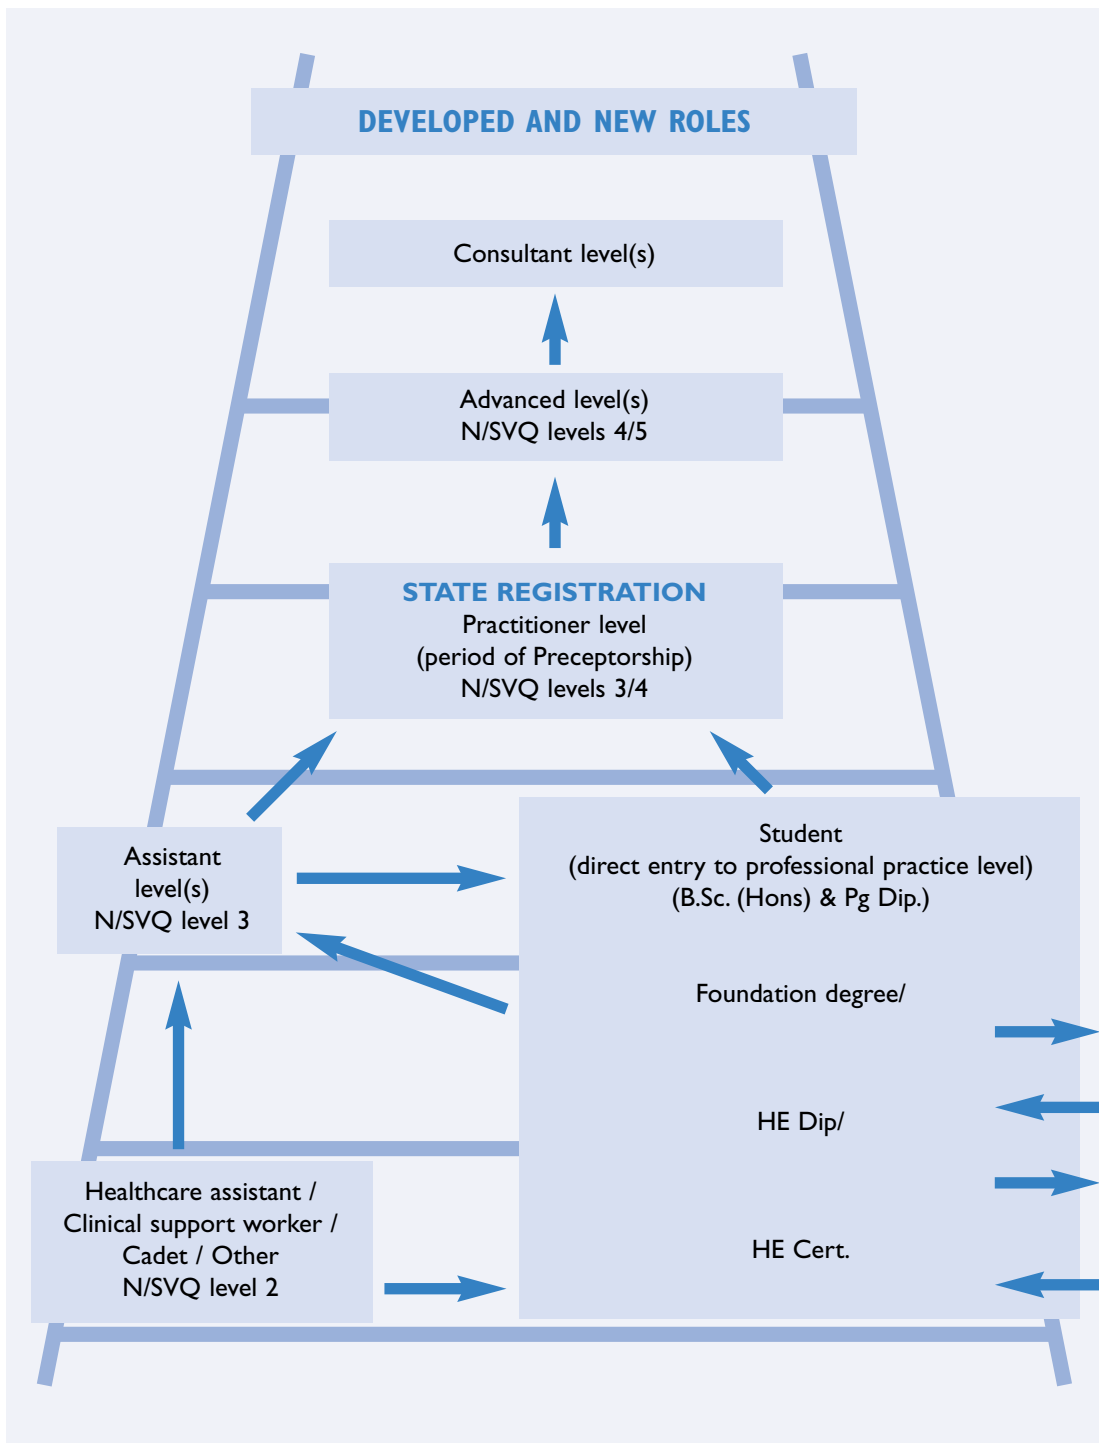 DEVELOPED AND NEW ROLES
Consultant level(s)
Advanced level(s)
N/SVQ levels 4/5
STATE REGISTRATION
Practitioner level
(period of Preceptorship)
N/SVQ levels 3/4
Assistant
level(s)
N/SVQ level 3
Student
(direct entry to professional practice level)
(B.Sc. (Hons) & Pg Dip.)
Foundation degree/
HE Dip/
HE Cert.
Healthcare assistant /
Clinical support worker /
Cadet / Other
N/SVQ level 2